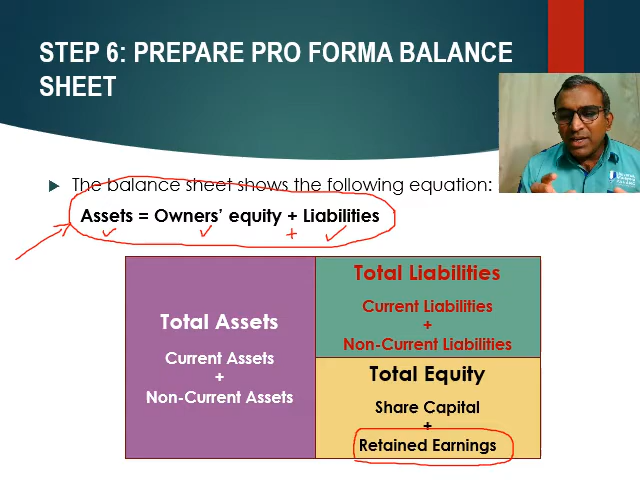 STEP 6: PREPARE PRO FORMA BALANCE
SHEET
The balance sheet shows the following equation:
Assets = Owners' equity + Liabilities
Total Assets
Current Assets
+
Non-Current Assets
Total Liabilities
Current Liabilities
+
Non-Current Liabilities
Total Equity
Share Capital
+
Retained Earnings